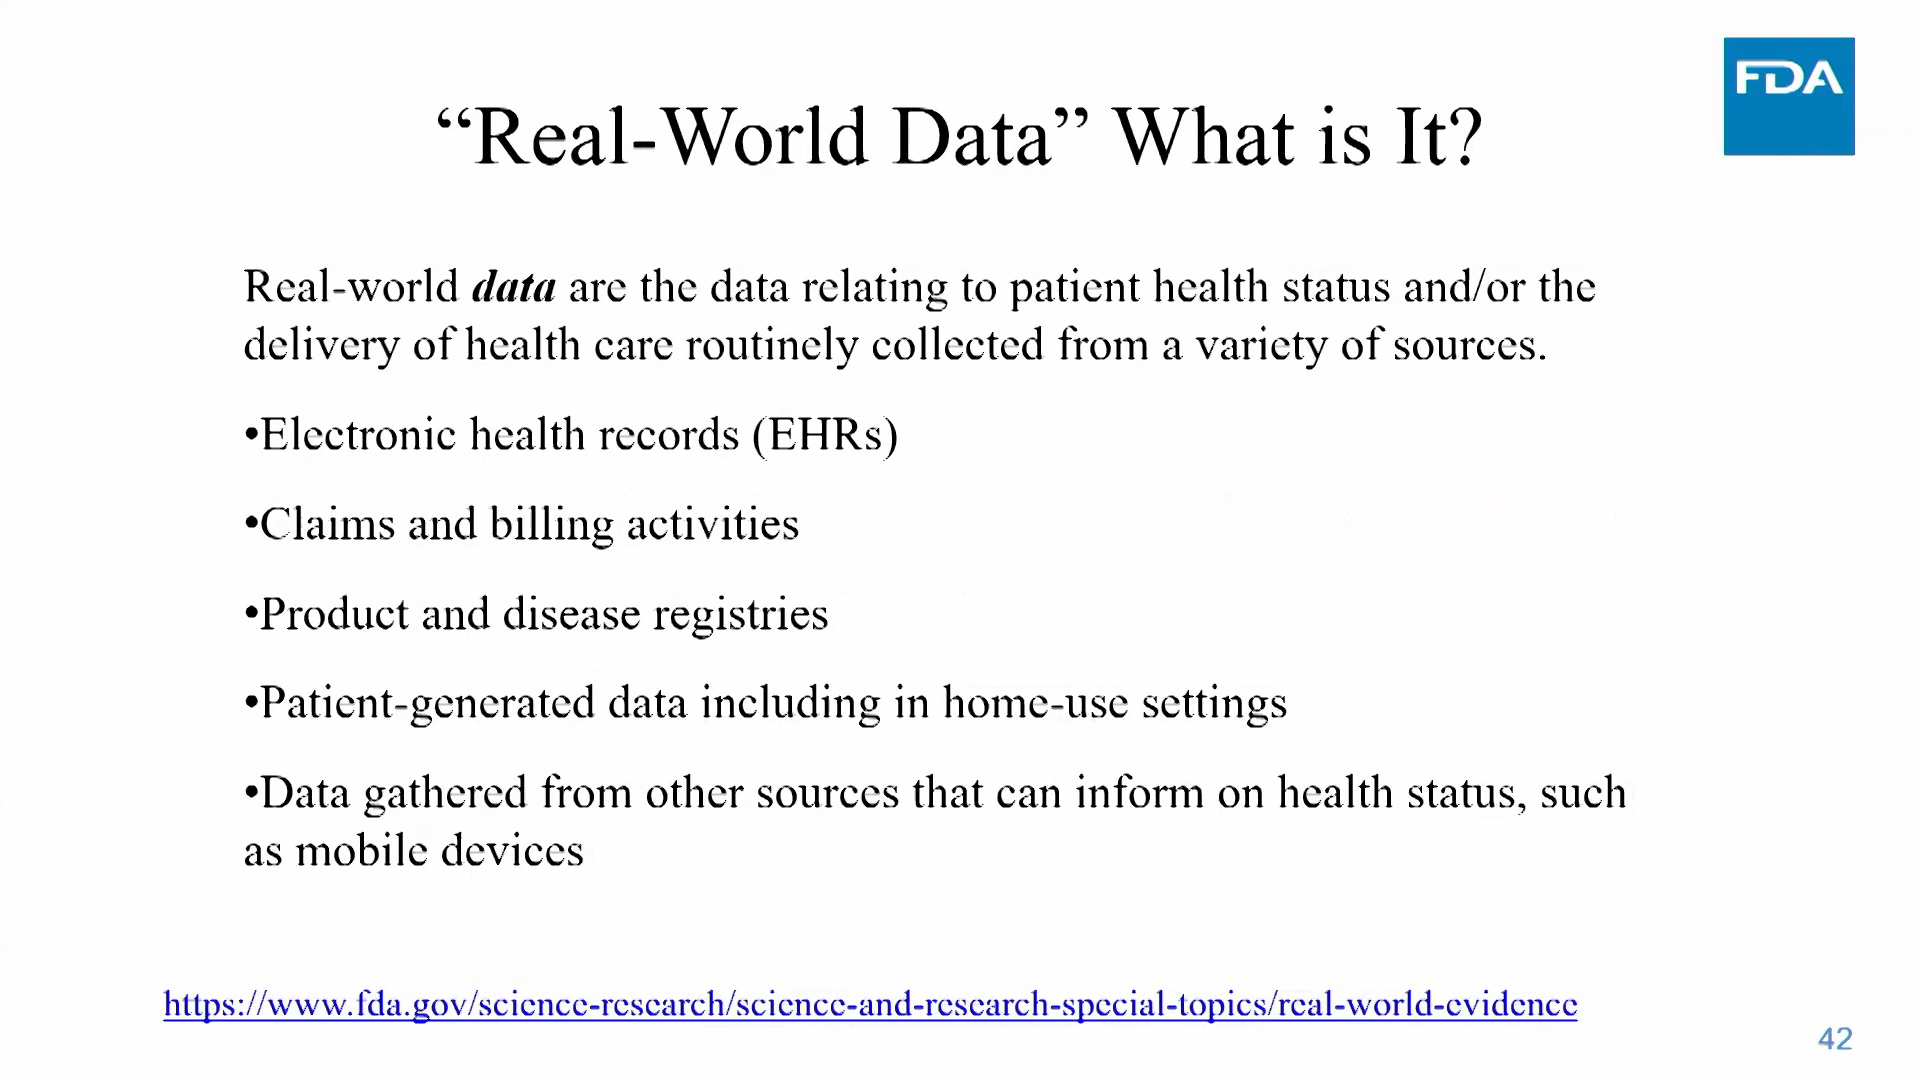 FDA
“Real-World Data” What is It?
Real-world data are the data relating to patient health status and/or the
delivery of health care routinely collected from a variety of sources.
•Electronic health records (EHRs)
•Claims and billing activities
•Product and disease registries
•Patient-generated data including in home-use settings
•Data gathered from other sources that can inform on health status, such
as mobile devices
https://www.fda.gov/science-research/science-and-research-special-topics/real-world-evidence
42